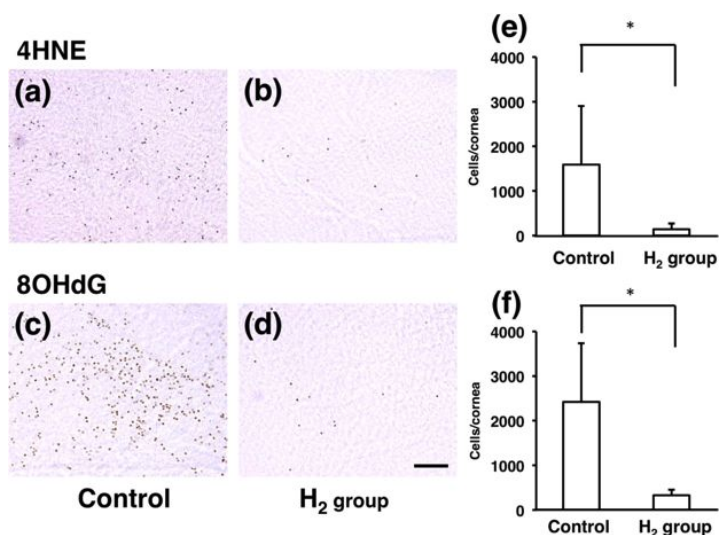 4HNE
(a)
(b)
8OHdG
(c)
(d)
Control
H₂ group
(e)
*
4000
3000
2000
1000
0
Cells/cornea
Control
H₂ group
(f)
*
4000
3000
2000
1000
0
Cells/cornea
Control
H₂ group